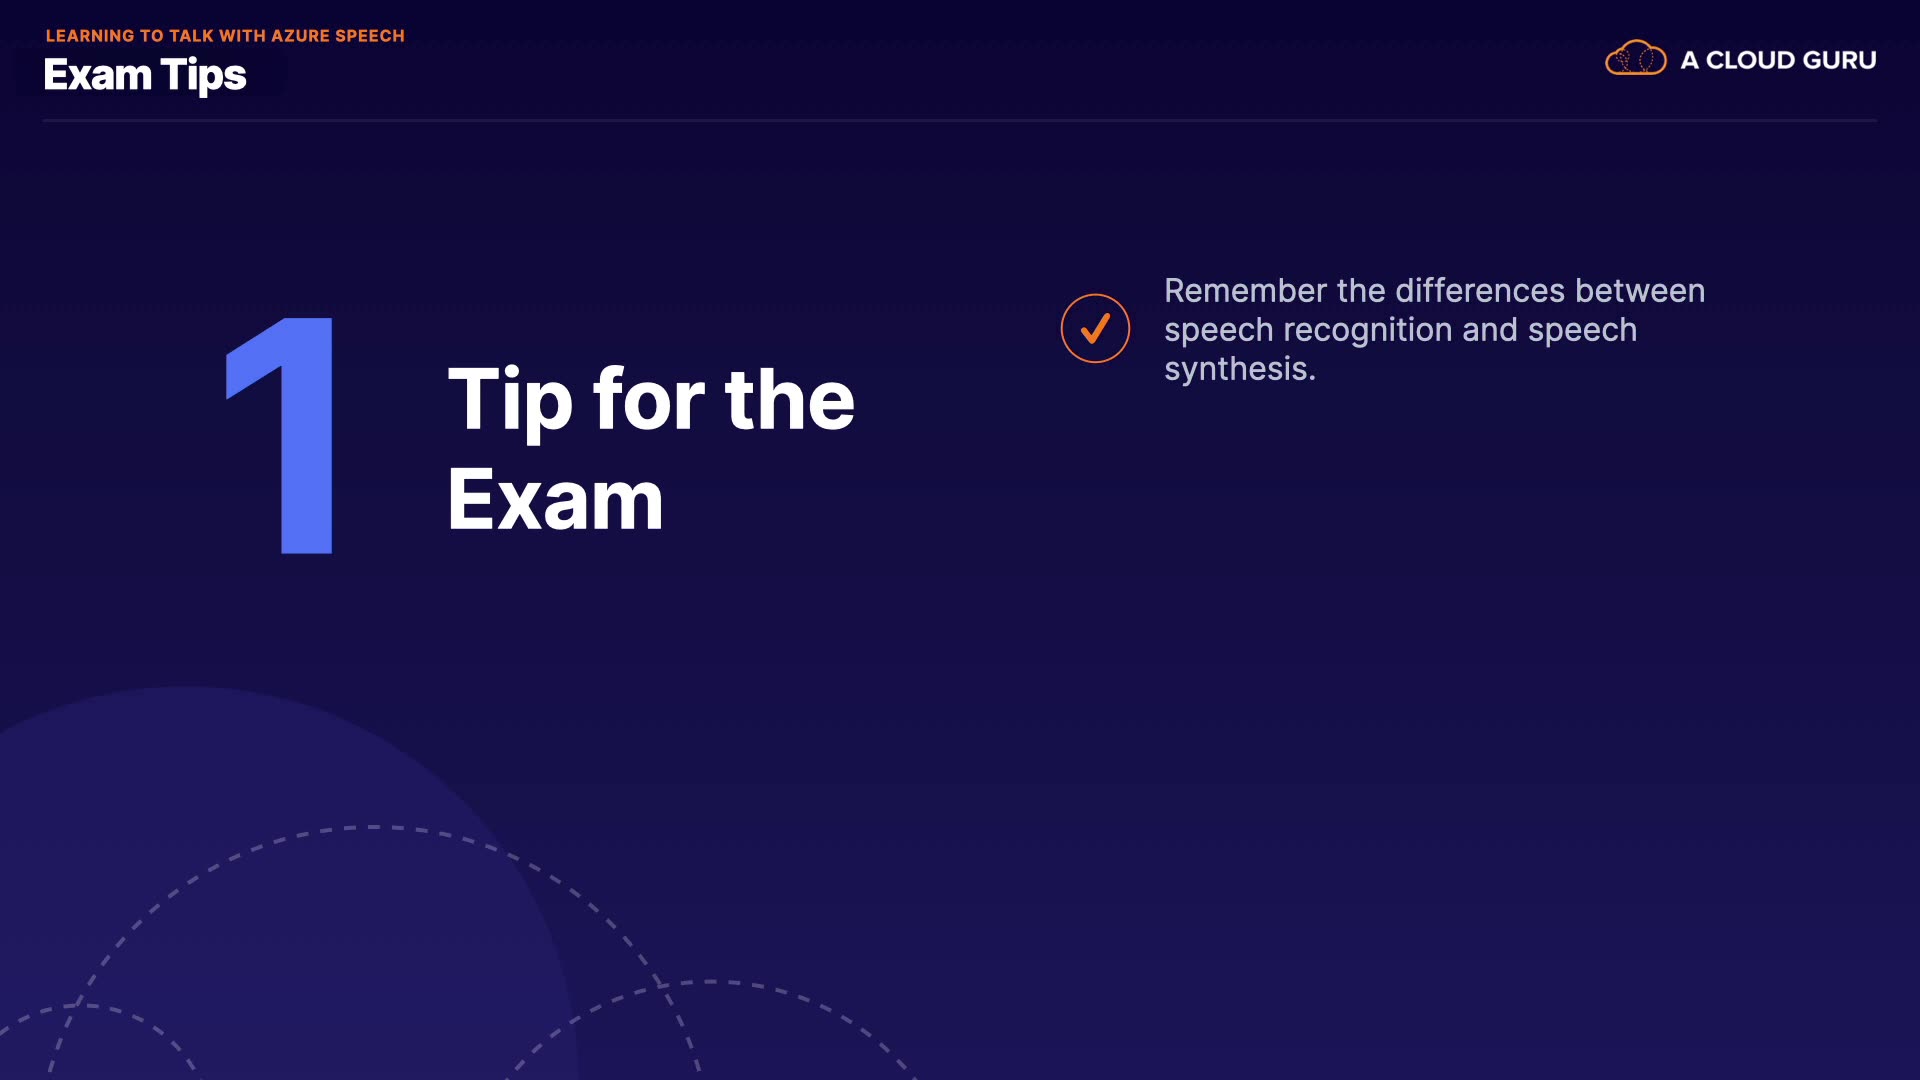 LEARNING TO TALK WITH AZURE SPEECH
Exam Tips
A CLOUD GURU
1
Tip for the
Exam
Remember the differences between
speech recognition and speech
synthesis.